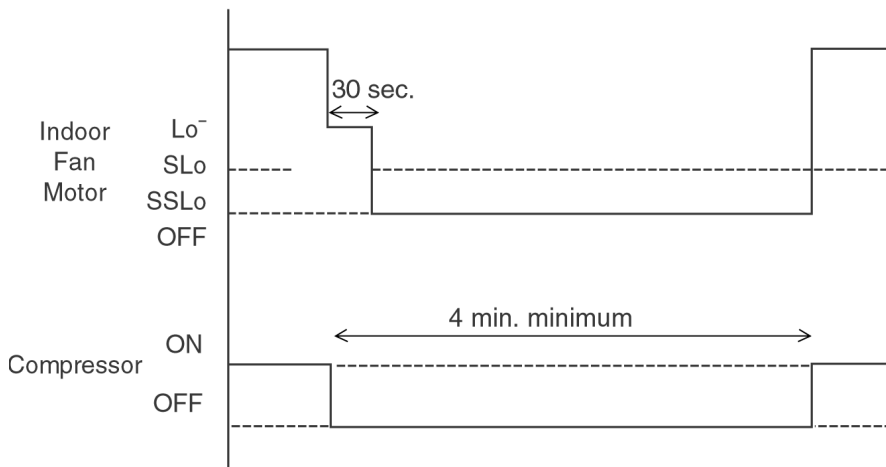 30 sec.
Indoor
Fan
Motor
Lo⁻
SLo
SSLo
OFF
4 min. minimum
ON
Compressor
OFF